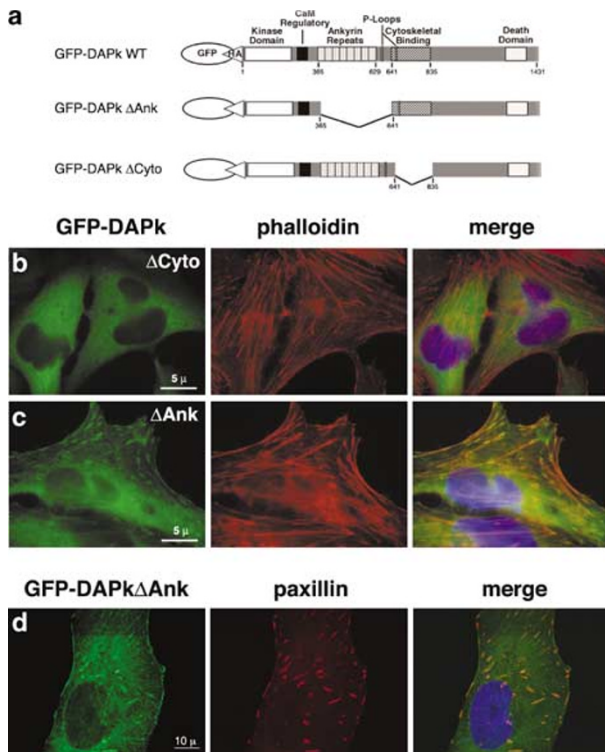 a
CaM
Regulatory
P-Loops
Kinase
Domain
Ankyrin
Repeats
Cytoskeletal
Binding
Death
Domain
GFP-DAPk WT
GFP
HA
1
365
629
641
835
1431
GFP-DAPk ΔAnk
365
641
GFP-DAPk ΔCyto
641
835
GFP-DAPk
phalloidin
merge
b
ΔCyto
5 μ
c
ΔAnk
5 μ
GFP-DAPkΔAnk
paxillin
merge
d
10 μ